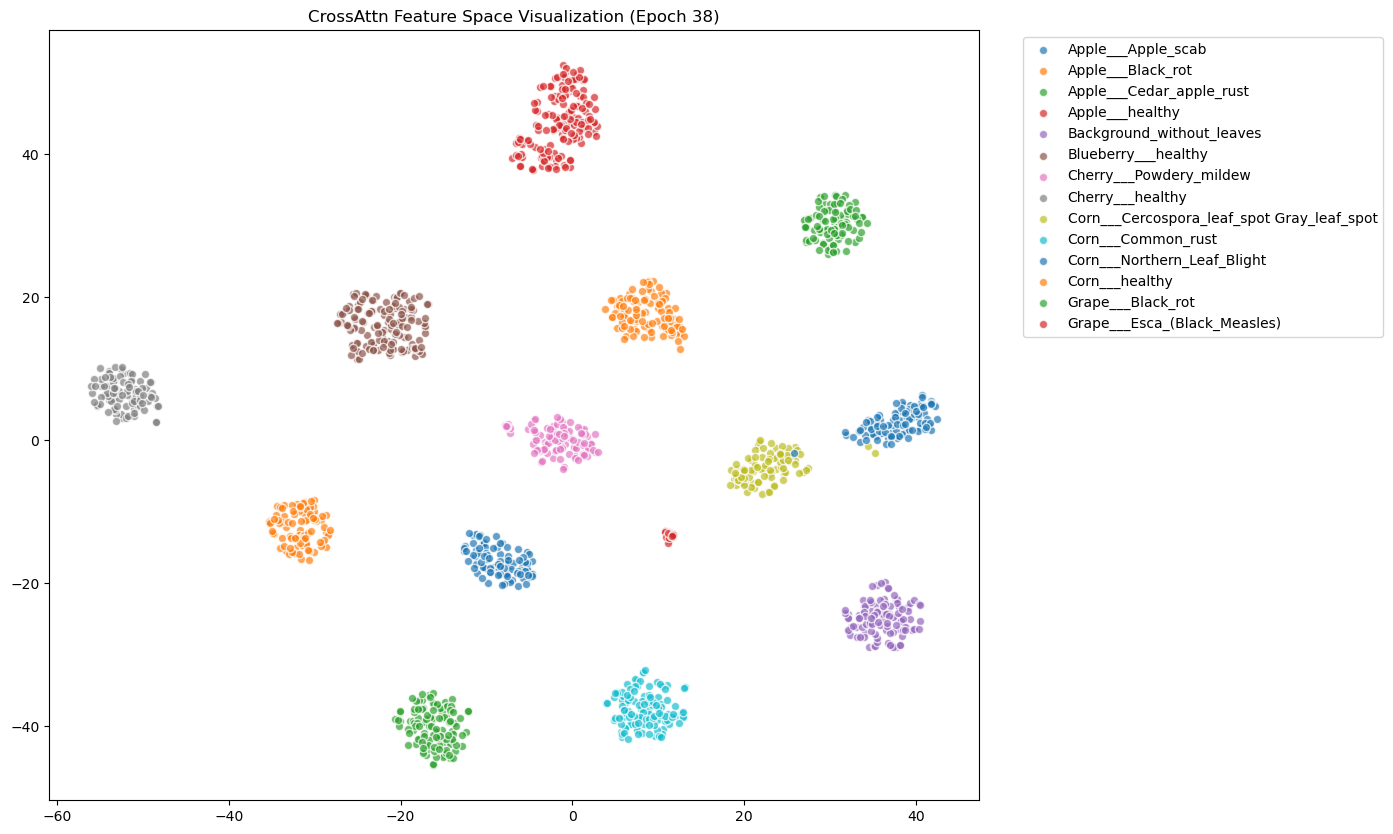 CrossAttn Feature Space Visualization (Epoch 38)
Apple___Apple_scab
Apple___Black_rot
Apple___Cedar_apple_rust
Apple___healthy
Background_without_leaves
Blueberry___healthy
Cherry___Powdery_mildew
Cherry___healthy
Corn___Cercospora_leaf_spot Gray_leaf_spot
Corn___Common_rust
Corn___Northern_Leaf_Blight
Corn___healthy
Grape___Black_rot
Grape___Esca_(Black_Measles)
40
20
0
−20
−40
−60 −40 −20 0 20 40